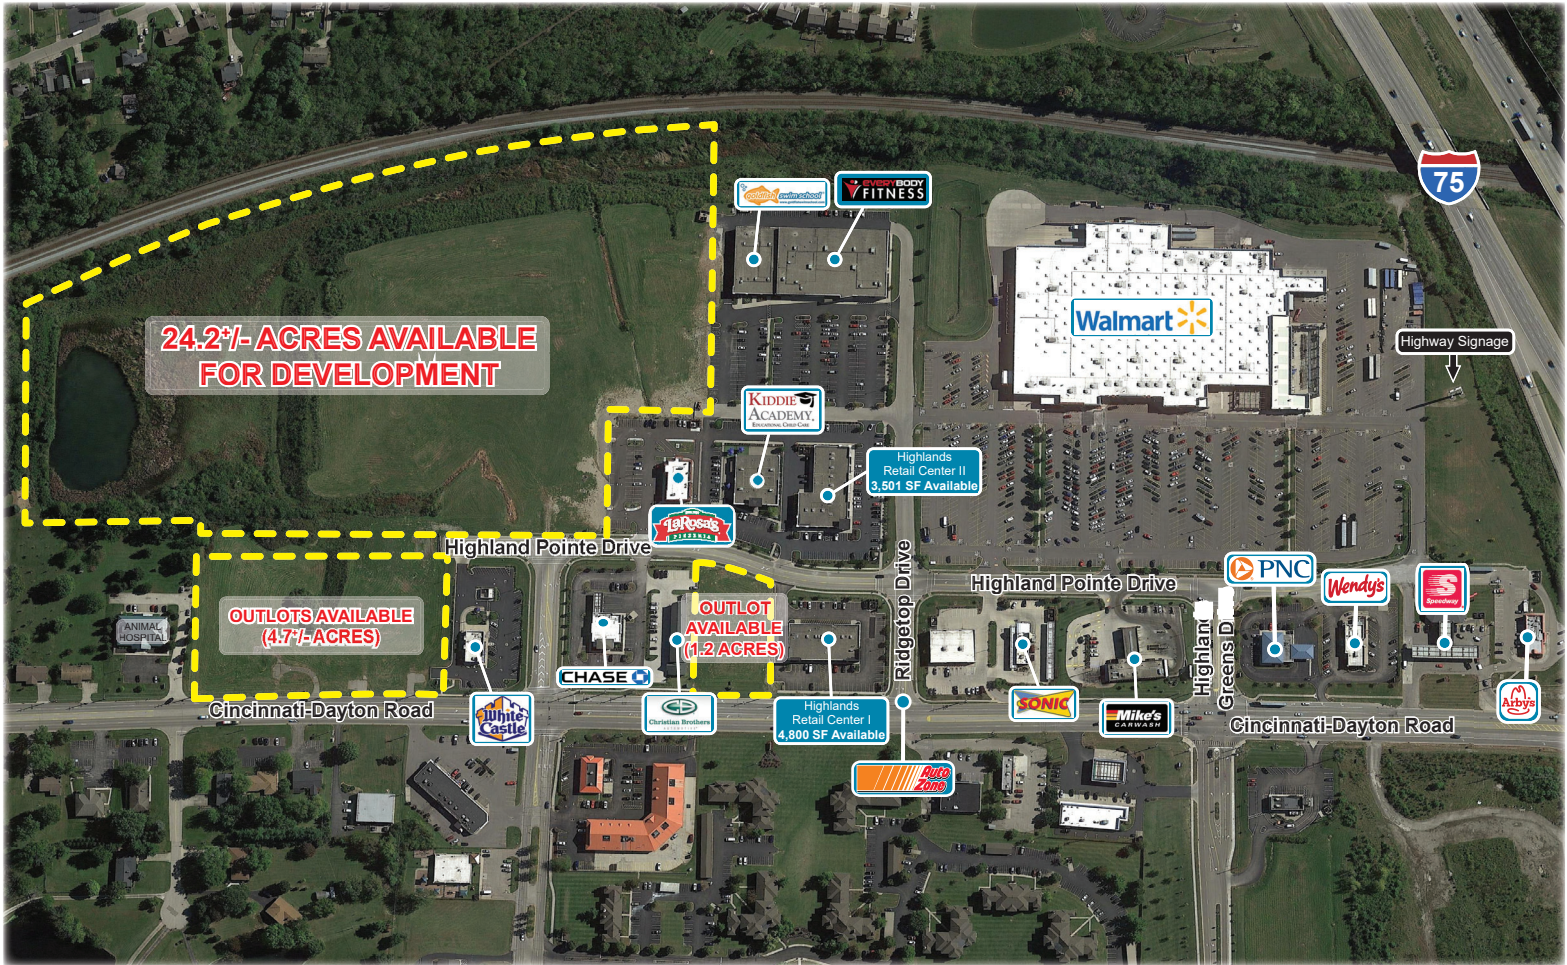 75
goldfish swim school
EVERYBODY
FITNESS
24.2+/- ACRES AVAILABLE
FOR DEVELOPMENT
Walmart
Highway Signage
KIDDIE
ACADEMY
EDUCATIONAL CHILD CARE
Highlands
Retail Center II
3,501 SF Available
LaRosa's
PIZZERIA
Highland Pointe Drive
Ridgetop Drive
Highland Pointe Drive
PNC
Wendy's
Speedway
ANIMAL
HOSPITAL
OUTLOTS AVAILABLE
(4.7+/- ACRES)
OUTLOT
AVAILABLE
(1.2 ACRES)
Highland
Greens D
CHASE
Christian Brothers
AUTOMOTIVE
Cincinnati-Dayton Road
White
Castle
Highlands
Retail Center I
4,800 SF Available
SONIC
Mike's
CARWASH
Arby's
Cincinnati-Dayton Road
Auto
Zone